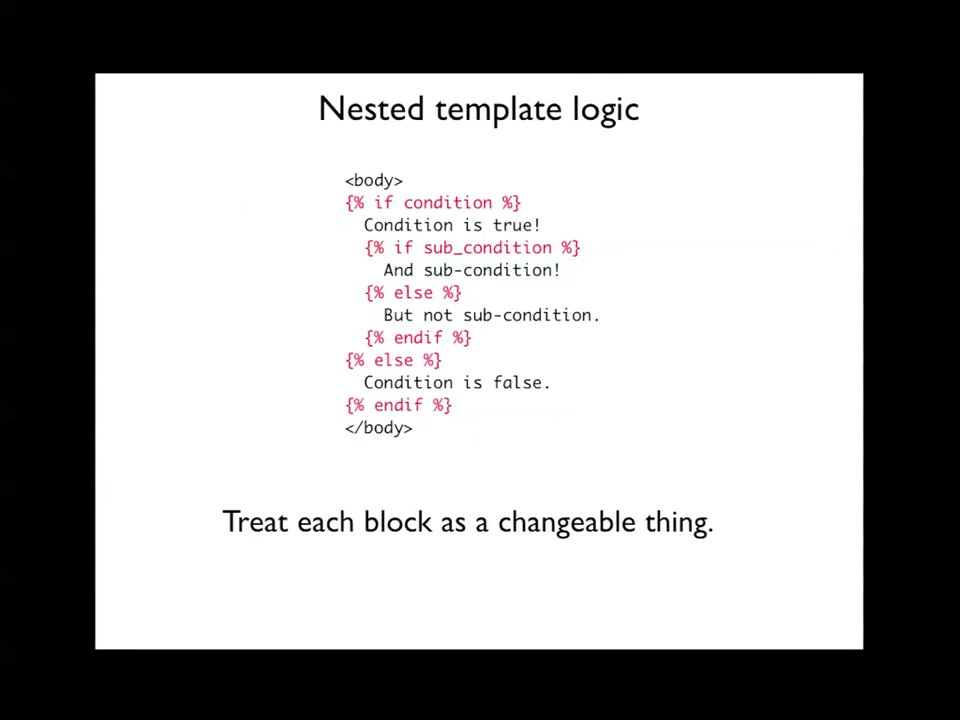 Nested template logic
<body>
{% if condition %}
  Condition is true!
  {% if sub_condition %}
    And sub-condition!
  {% else %}
    But not sub-condition.
  {% endif %}
{% else %}
  Condition is false.
{% endif %}
</body>
Treat each block as a changeable thing.